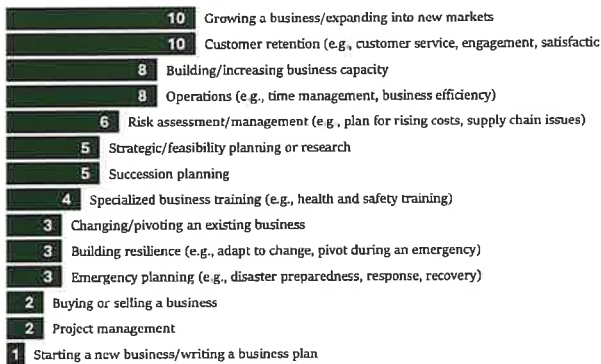 10 Growing a business/expanding into new markets
10 Customer retention (e.g., customer service, engagement, satisfactic
8 Building/increasing business capacity
8 Operations (e.g., time management, business efficiency)
6 Risk assessment/management (e.g., plan for rising costs, supply chain issues)
5 Strategic/feasibility planning or research
5 Succession planning
4 Specialized business training (e.g., health and safety training)
3 Changing/pivoting an existing business
3 Building resilience (e.g., adapt to change, pivot during an emergency)
3 Emergency planning (e.g., disaster preparedness, response, recovery)
2 Buying or selling a business
2 Project management
1 Starting a new business/writing a business plan